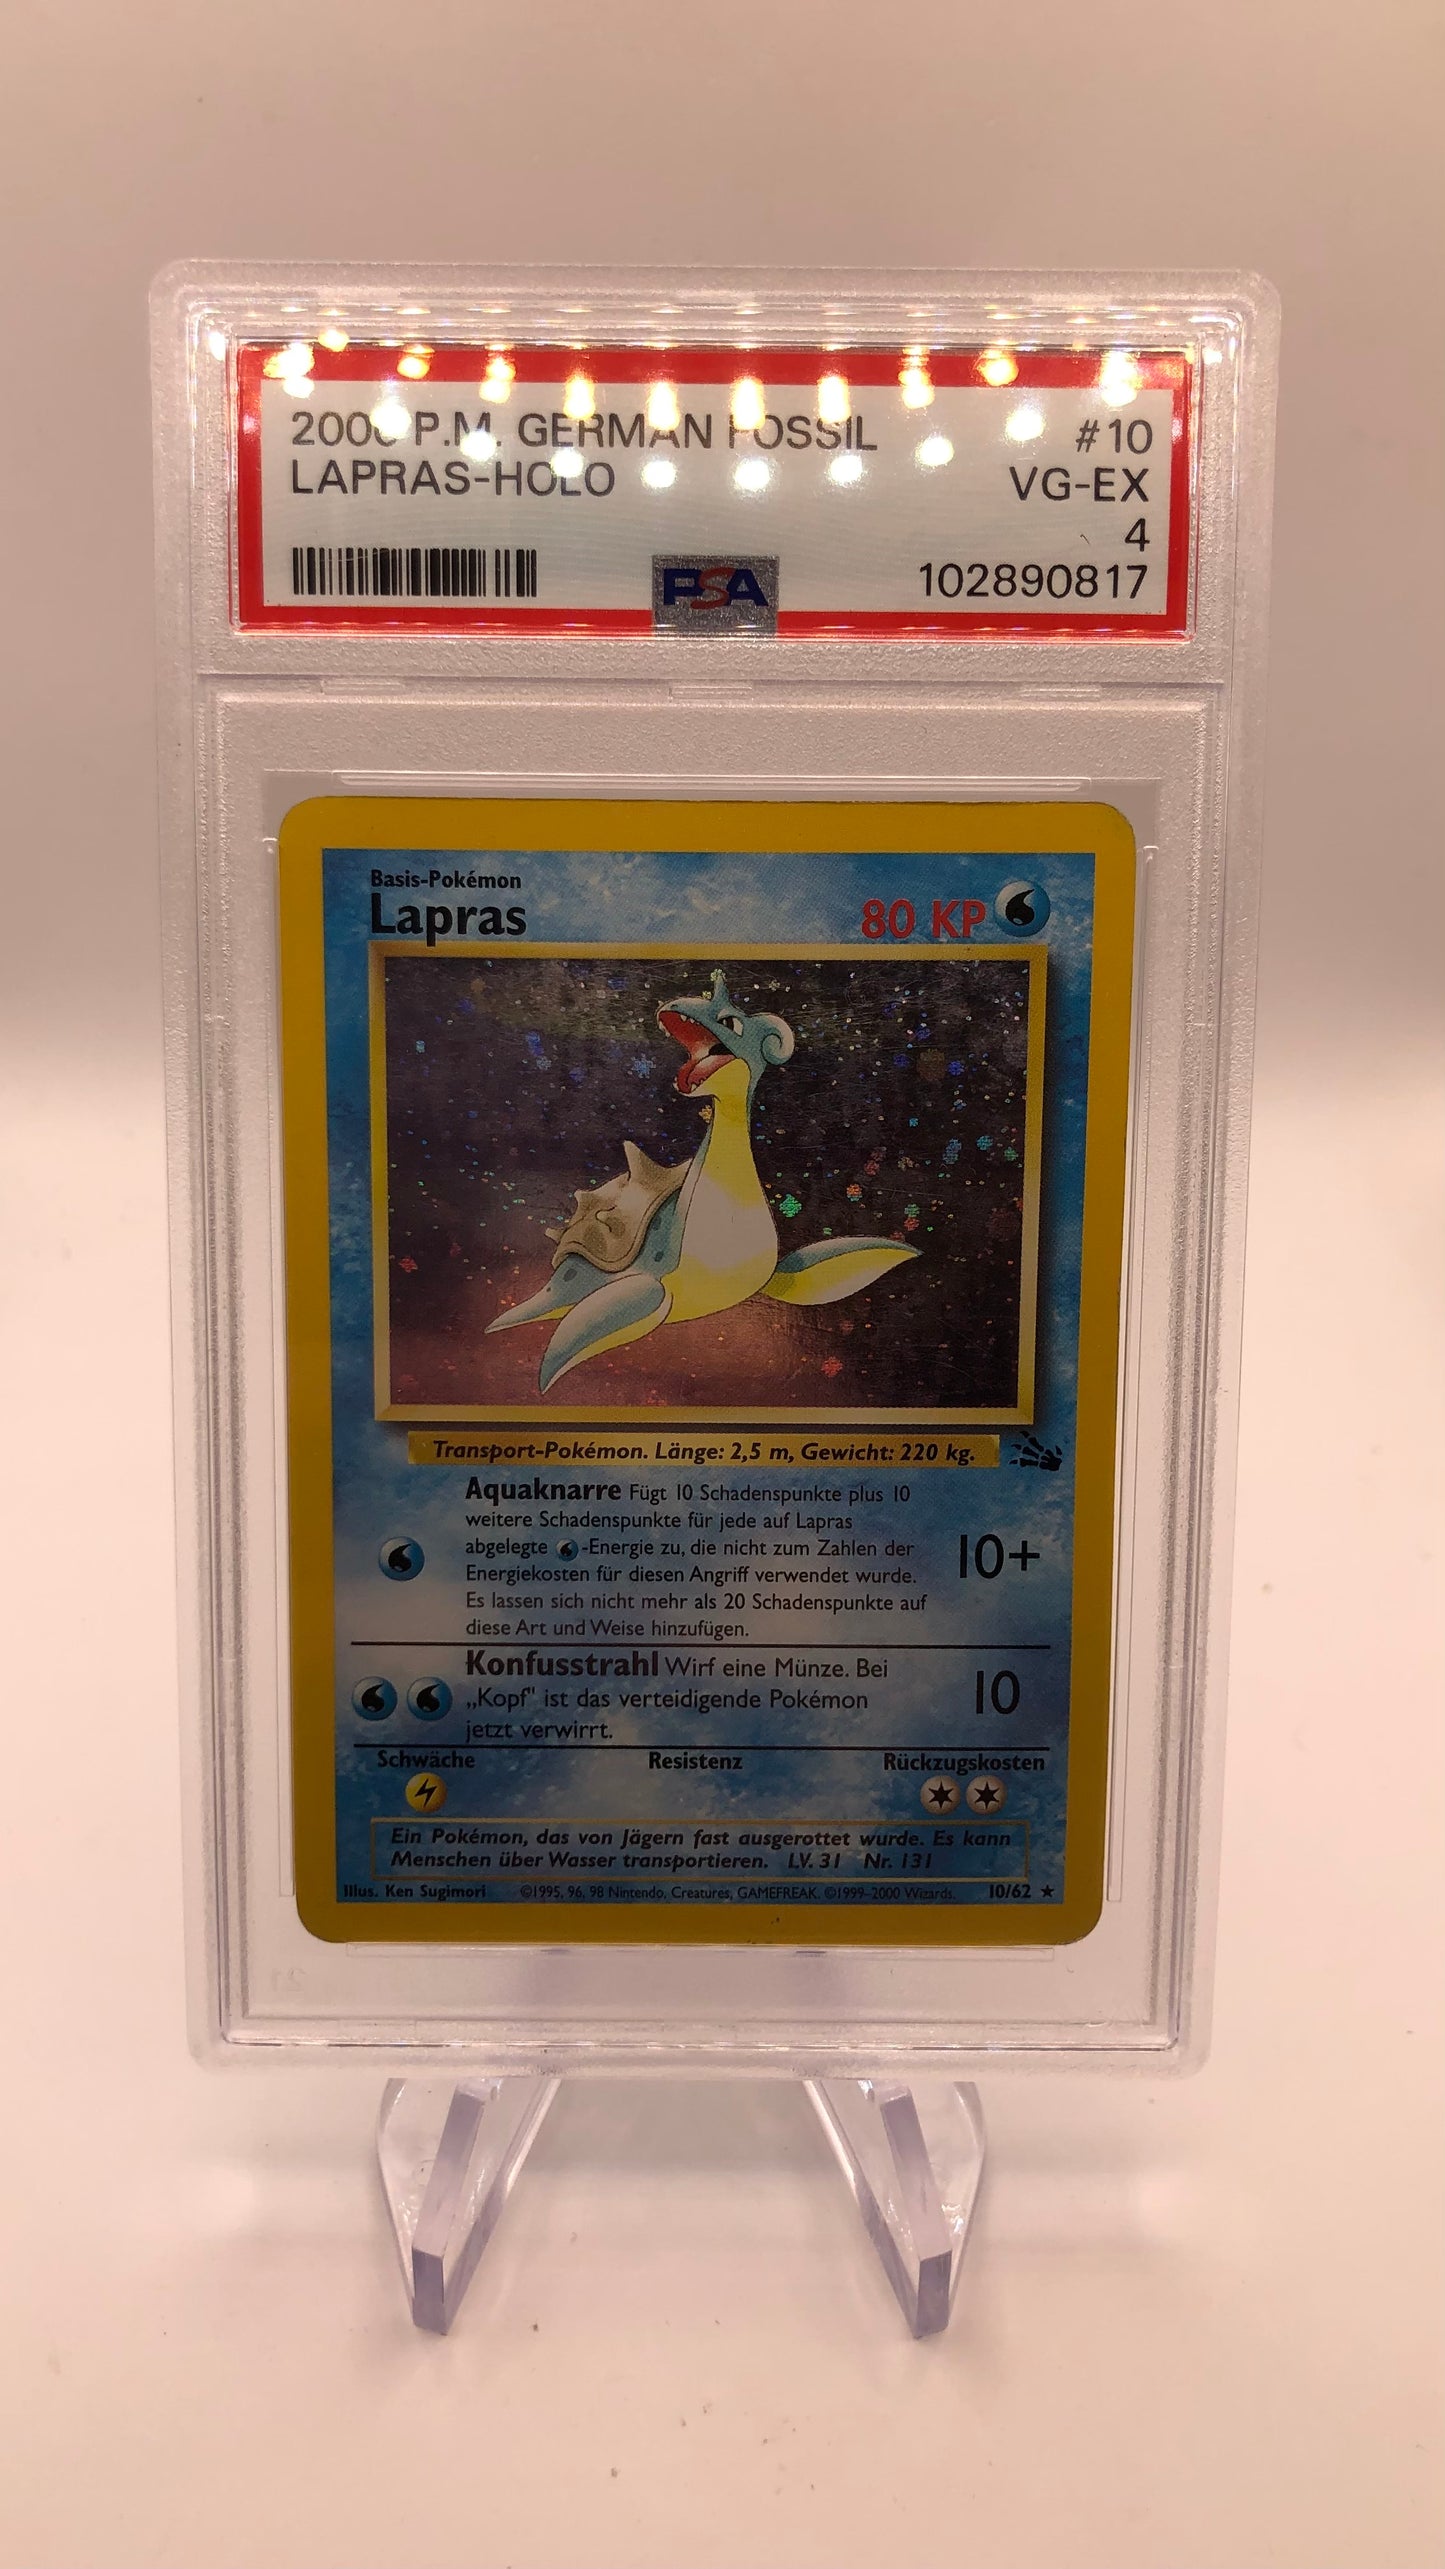 2000 P.M. GERMAN FOSSIL #10
LAPRAS-HOLO VG-EX
4
PSA 102890817
Basis-Pokémon
Lapras 80 KP
Transport-Pokémon. Länge: 2,5 m, Gewicht: 220 kg.
Aquaknarre Fügt 10 Schadenspunkte plus 10
weitere Schadenspunkte für jede auf Lapras
abgelegte -Energie zu, die nicht zum Zahlen der
Energiekosten für diesen Angriff verwendet wurde.
Es lassen sich nicht mehr als 20 Schadenspunkte auf
diese Art und Weise hinzufügen.
10+
Konfusstrahl Wirf eine Münze. Bei
„Kopf" ist das verteidigende Pokémon
jetzt verwirrt.
10
Schwäche Resistenz Rückzugskosten
Ein Pokémon, das von Jägern fast ausgerottet wurde. Es kann
Menschen über Wasser transportieren. LV. 31 Nr. 131
Illus. Ken Sugimori ©1995, 96, 98 Nintendo, Creatures, GAMEFREAK. ©1999-2000 Wizards. 10/62 ★